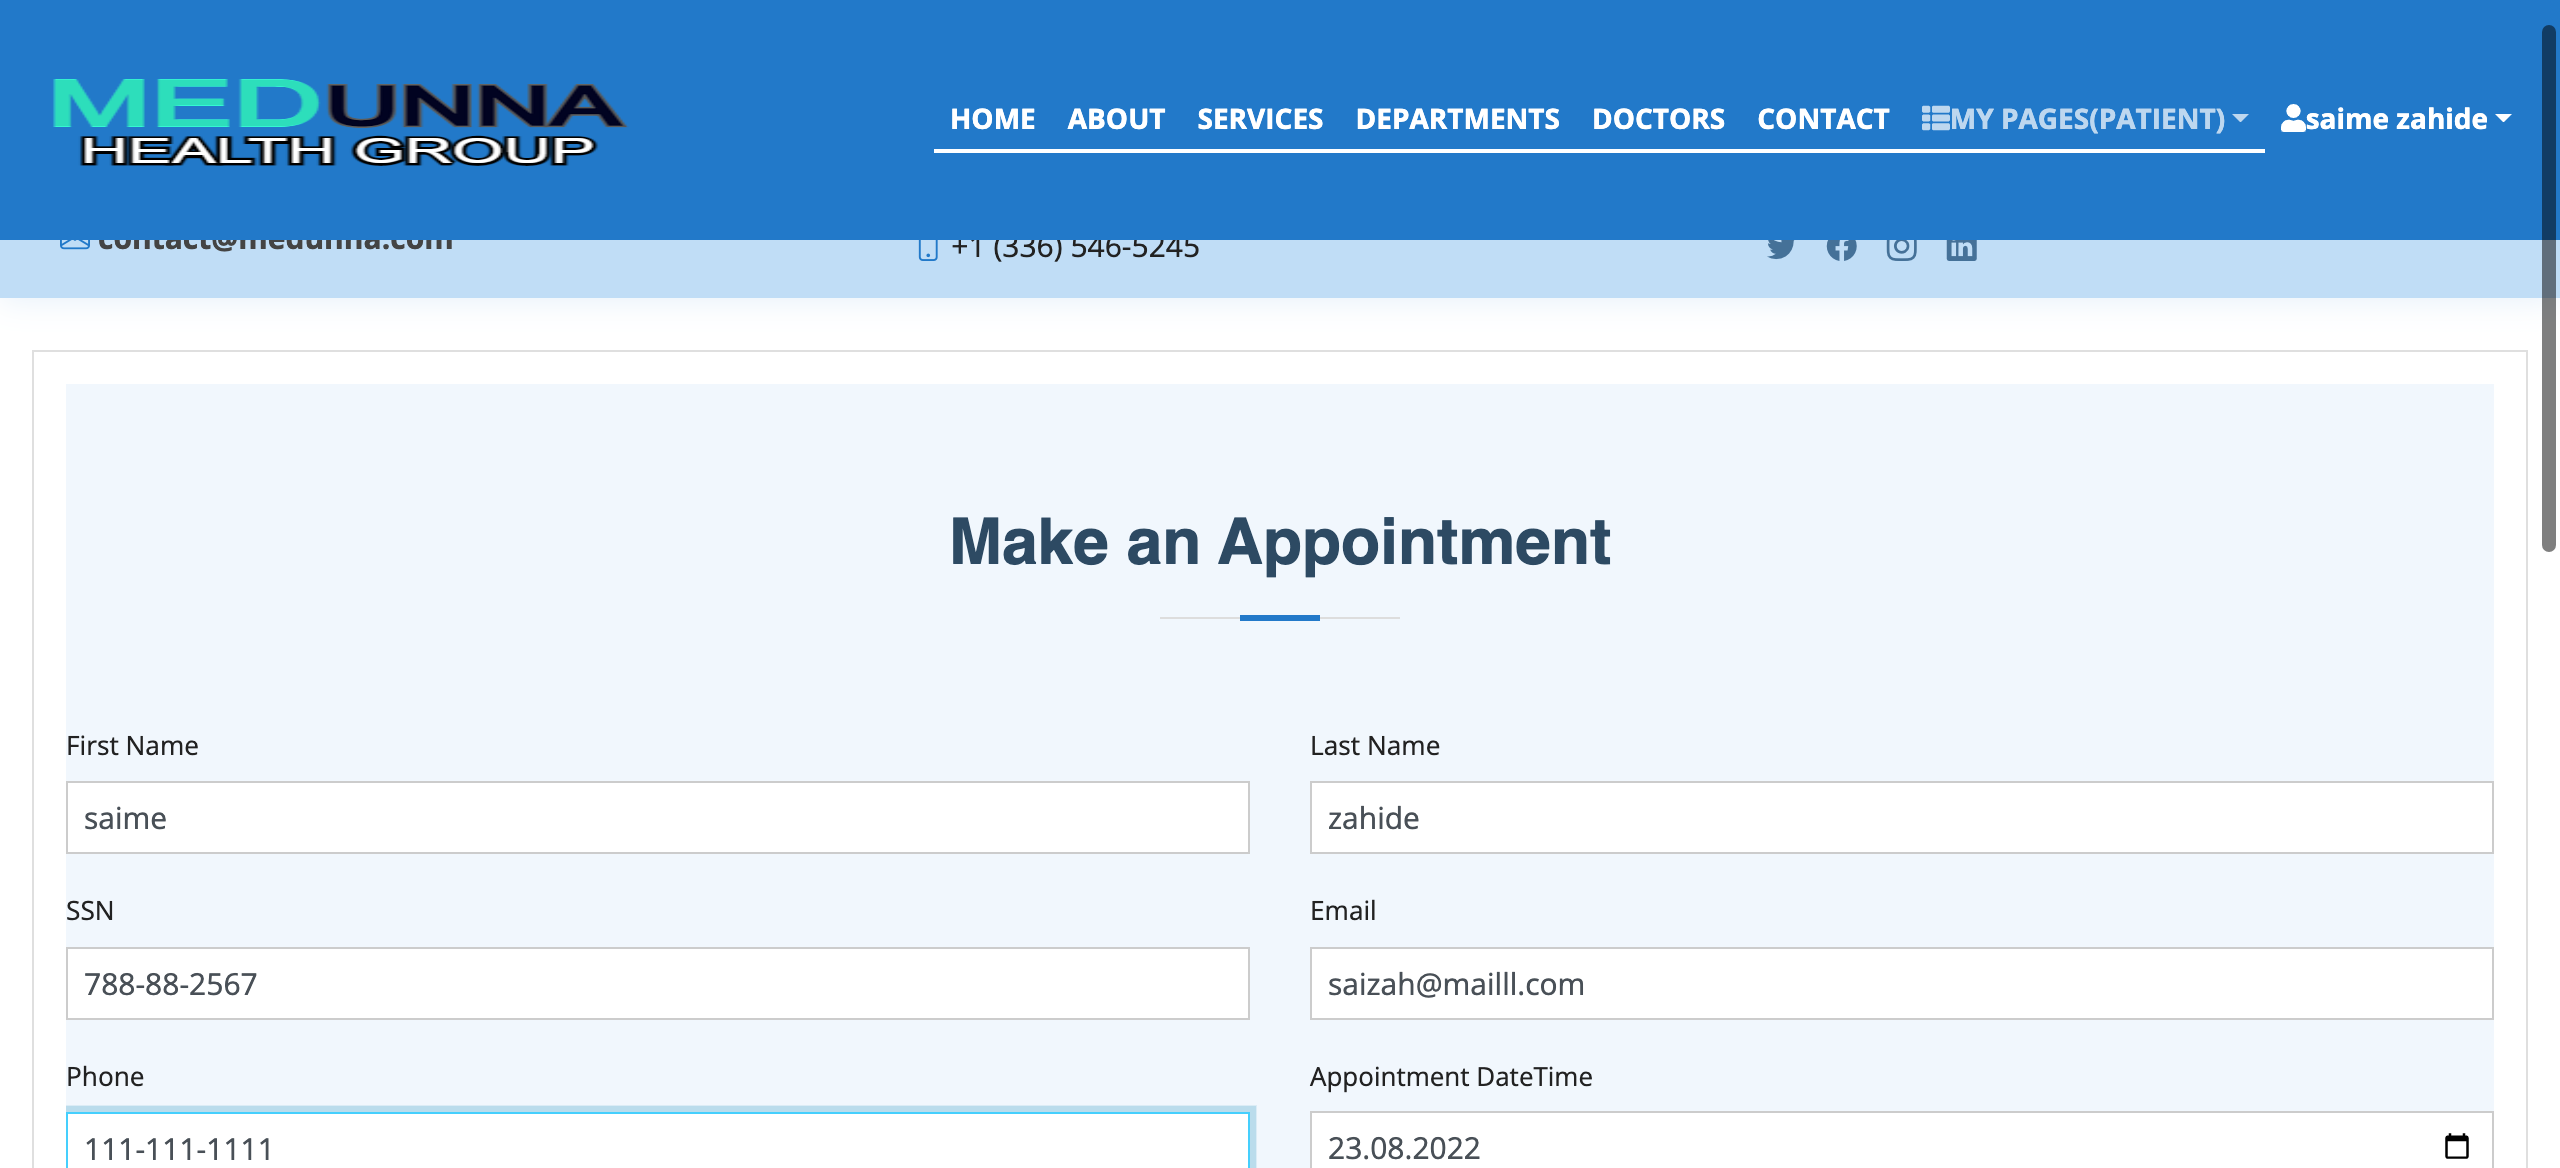 MEDUNNA
HEALTH GROUP
HOME ABOUT SERVICES DEPARTMENTS DOCTORS CONTACT MY PAGES(PATIENT) saime zahide
contact@medunna.com +1 (336) 546-5245
Make an Appointment
First Name Last Name
saime zahide
SSN Email
788-88-2567 saizah@mailll.com
Phone Appointment DateTime
111-111-1111 23.08.2022